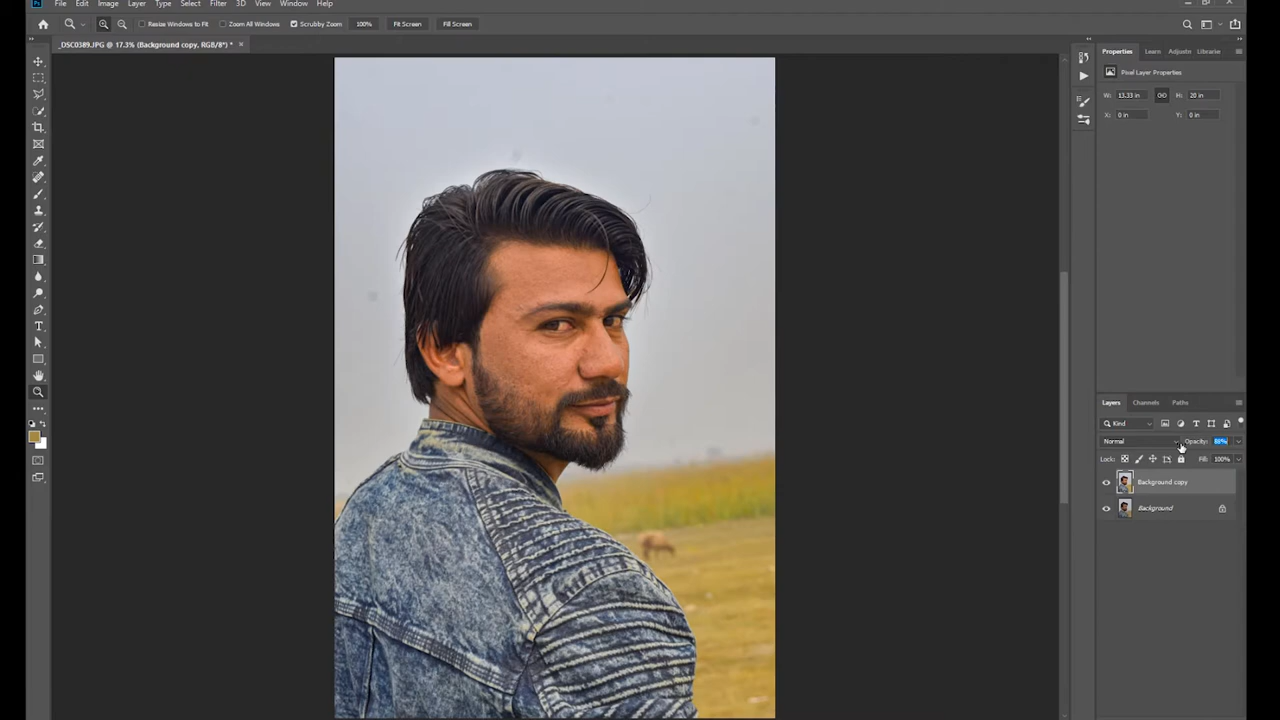 Ps File Edit Image Layer Type Select Filter 3D View Window Help
Resize Windows to Fit Zoom All Windows Scrubby Zoom 100% Fit Screen Fill Screen
_DSC0389.JPG @ 17.3% (Background copy, RGB/8*) * ×
Properties Learn Adjustm Librarie
Pixel Layer Properties
W: 13.33 in H: 20 in
X: 0 in Y: 0 in
Layers Channels Paths
Kind
Normal Opacity: 88%
Lock: Fill: 100%
Background copy
Background